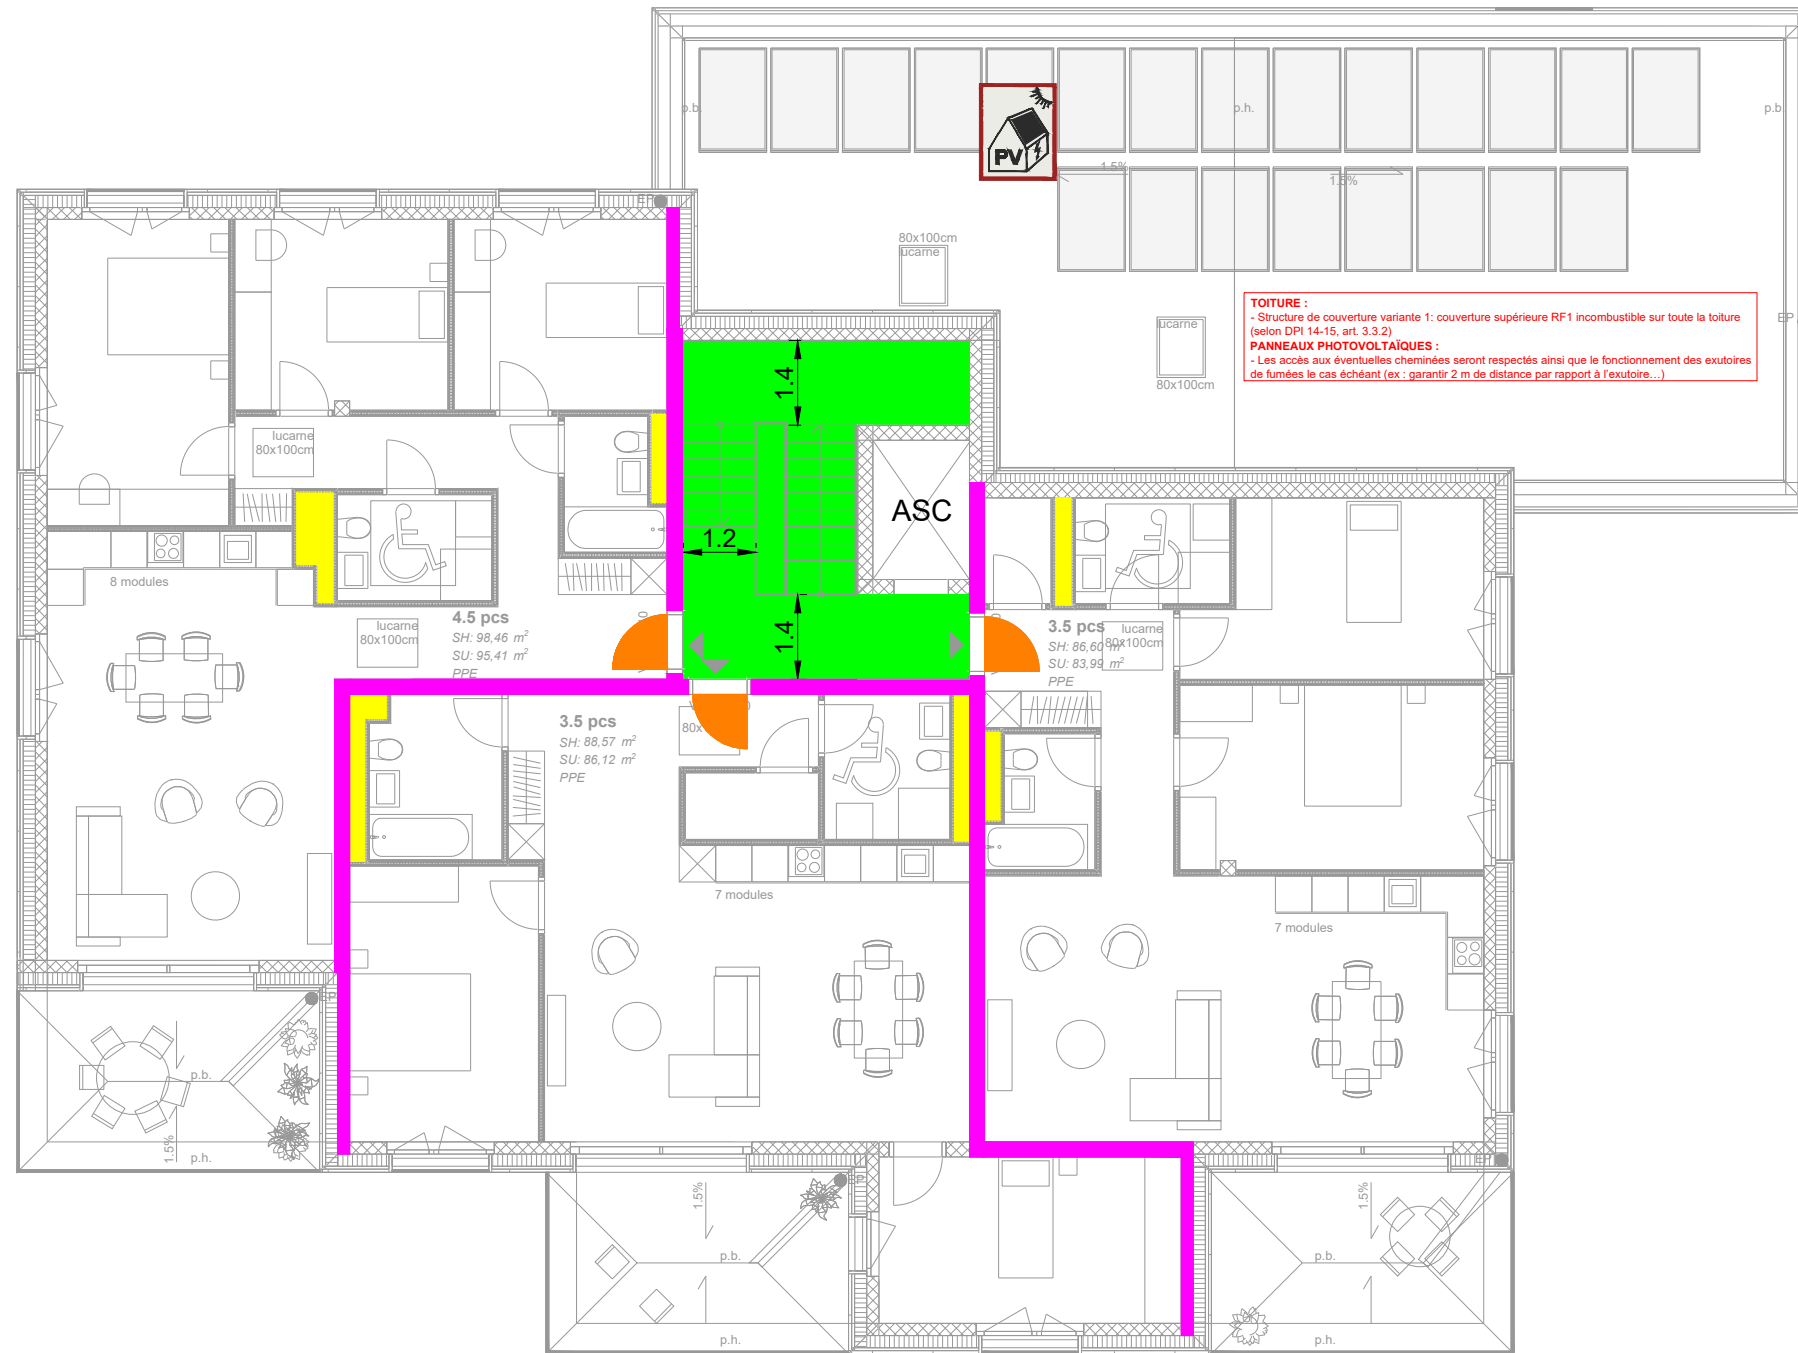 p.b.
p.h.
p.b.
PV
1.5%
1.5%
EP
80x100cm
lucarne
lucarne
80x100cm
TOITURE :
- Structure de couverture variante 1: couverture supérieure RF1 incombustible sur toute la toiture
(selon DPI 14-15, art. 3.3.2)
PANNEAUX PHOTOVOLTAÏQUES :
- Les accès aux éventuelles cheminées seront respectés ainsi que le fonctionnement des exutoires
de fumées le cas échéant (ex : garantir 2 m de distance par rapport à l'exutoire…)
EP
1.4
lucarne
80x100cm
ASC
1.2
8 modules
4.5 pcs
SH: 98,46 m²
SU: 95,41 m²
PPE
lucarne
80x100cm
1.4
3.5 pcs
SH: 86,60 m²
SU: 83,99 m²
PPE
lucarne
80x100cm
3.5 pcs
SH: 88,57 m²
SU: 86,12 m²
PPE
7 modules
7 modules
EP
p.b.
1.5%
p.h.
EP
1.5%
p.b.
p.h.
EP
1.5%
p.b.
p.h.